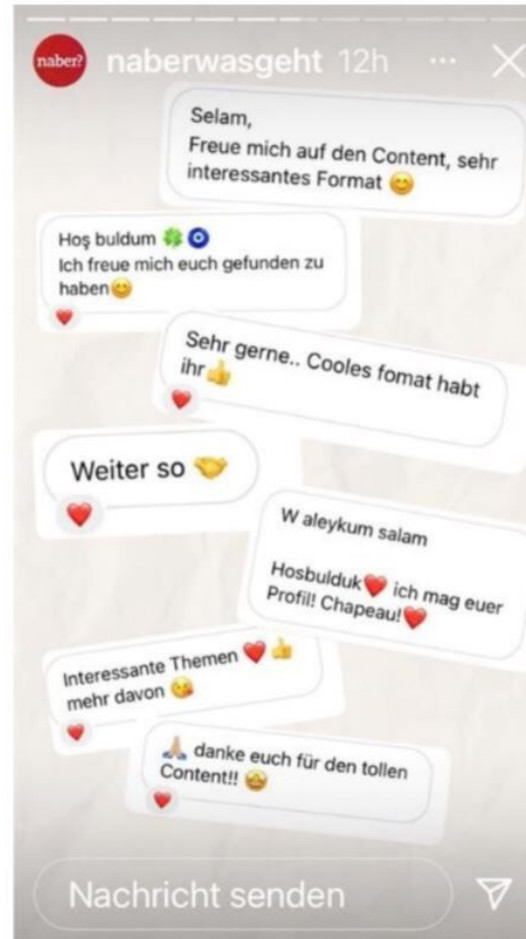 naber?
naberwasgeht 12h
Selam,
Freue mich auf den Content, sehr
interessantes Format 😊
Hoş buldum 🍀🧿
Ich freue mich euch gefunden zu
haben😊
Sehr gerne.. Cooles fomat habt
ihr👍
Weiter so 🤝
W aleykum salam
Hosbulduk❤️ ich mag euer
Profil! Chapeau!❤️
Interessante Themen ❤️👍
mehr davon 😘
🙏🏼 danke euch für den tollen
Content!! 🤩
Nachricht senden